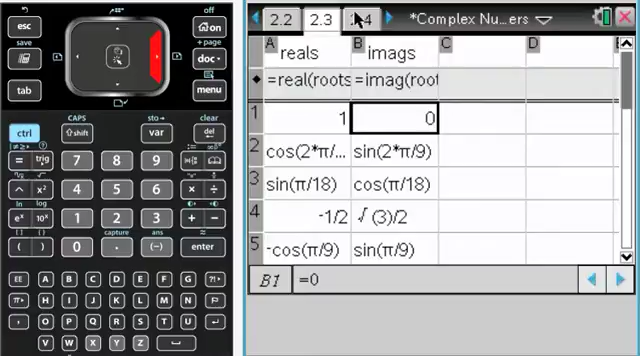 off
esc
save
on
+ page
doc
tab
menu
CAPS
sto→
clear
ctrl
shift
var
del
trig
7
8
9
x²
4
5
6
×
÷
ln
log
eˣ
10ˣ
1
2
3
+
−
capture
ans
(
)
0
.
(−)
enter
EE
A
B
C
D
E
F
G
?!
π
H
I
J
K
L
M
N
O
P
Q
R
S
T
U
V
W
X
Y
Z
2.2
2.3
*Complex Nu…ers
A reals
B imags
C
D
=real(roots
=imag(root
1 1 0
2 cos(2*π/... sin(2*π/9)
3 sin(π/18) cos(π/18)
4 -1/2 √(3)/2
5 -cos(π/9) sin(π/9)
B1 =0